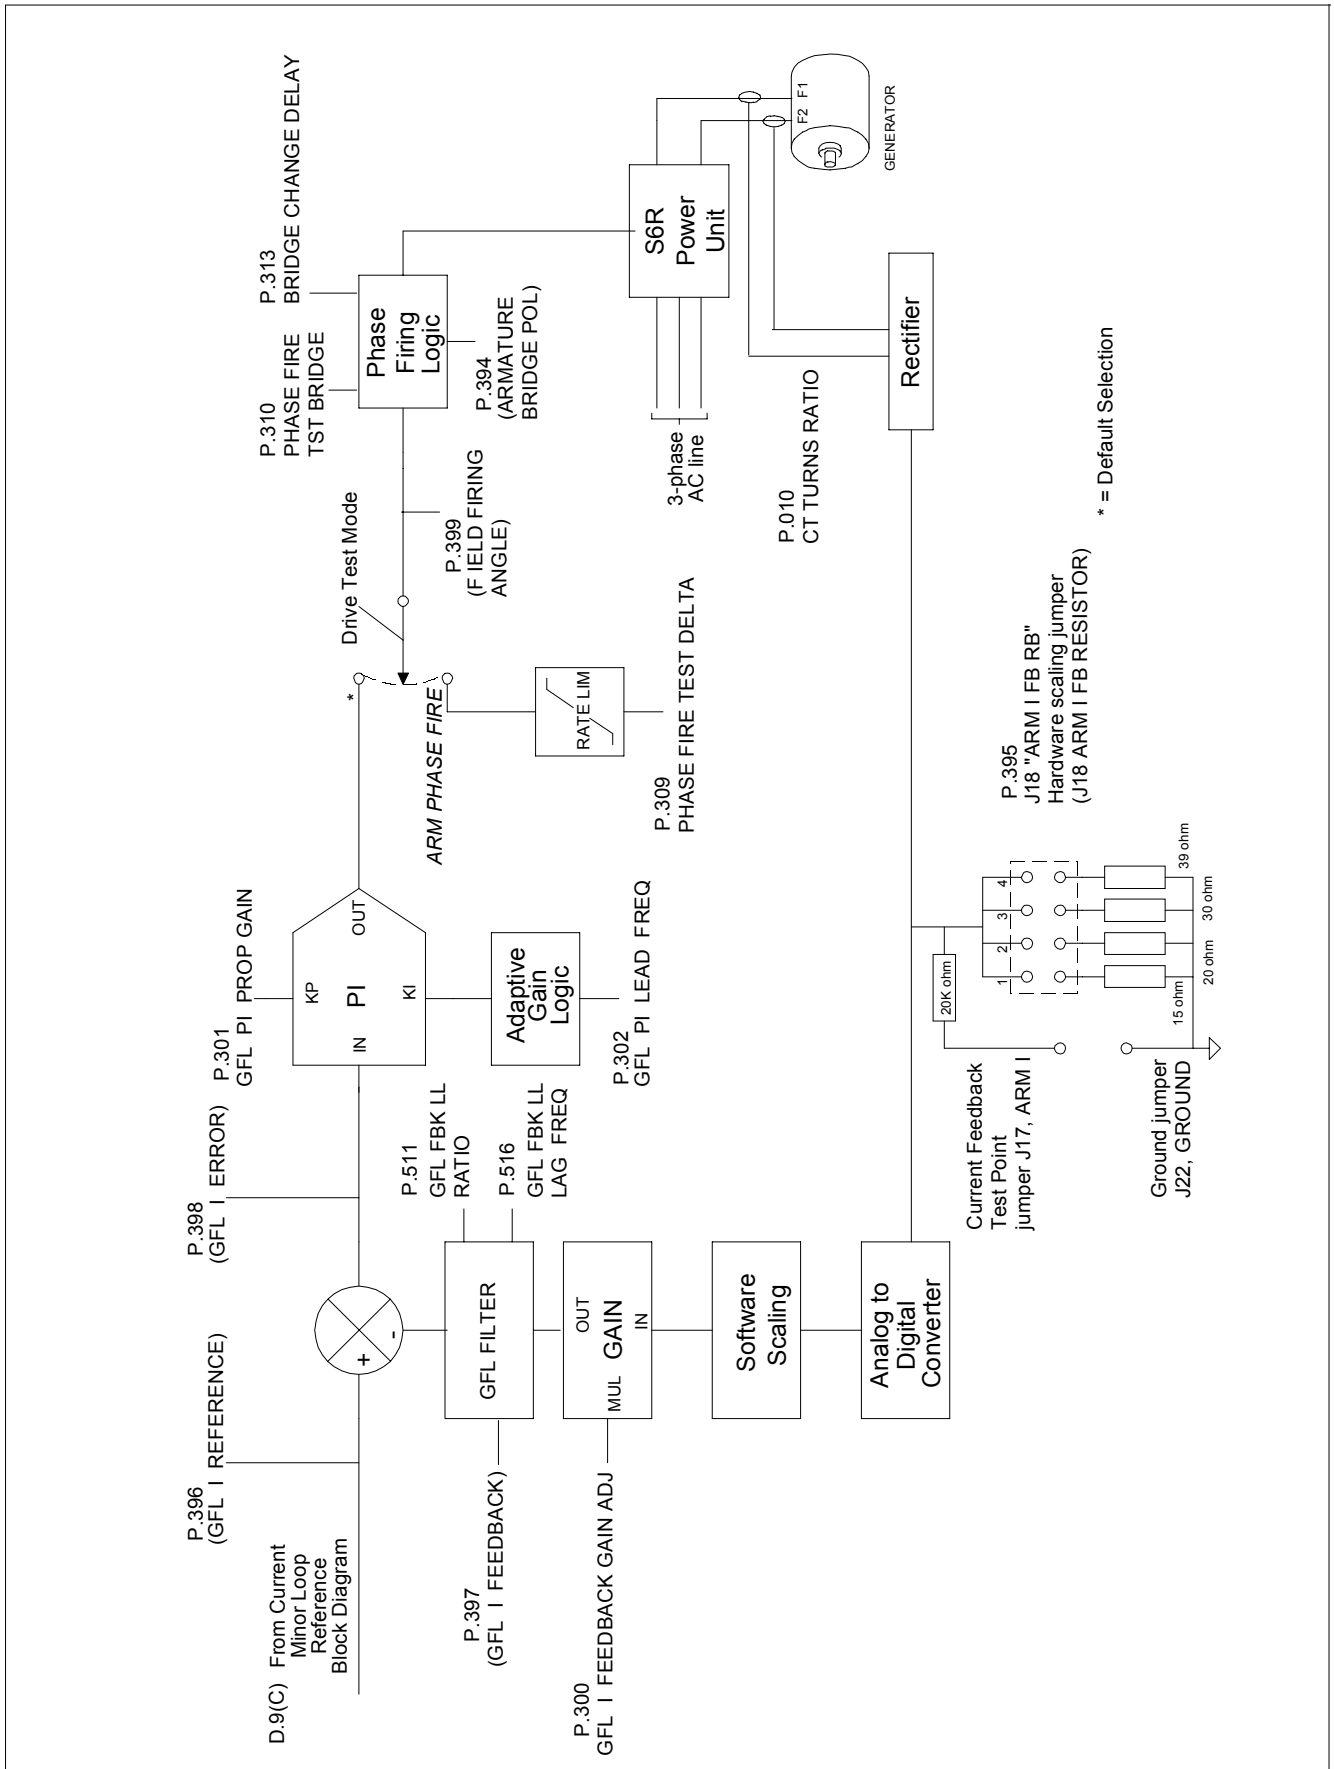 D.9(C) From Current
Minor Loop
Reference
Block Diagram
P.396
(GFL I REFERENCE)
+
-
P.398
(GFL I ERROR)
P.301
GFL PI PROP GAIN
KP
IN
PI
OUT
KI
Adaptive
Gain
Logic
P.302
GFL PI LEAD FREQ
*
Drive Test Mode
ARM PHASE FIRE
RATE LIM
P.309
PHASE FIRE TEST DELTA
P.399
(F IELD FIRING
ANGLE)
P.310
PHASE FIRE
TST BRIDGE
P.313
BRIDGE CHANGE DELAY
Phase
Firing
Logic
P.394
(ARMATURE
BRIDGE POL)
S6R
Power
Unit
3-phase
AC line
F2 F1
GENERATOR
P.010
CT TURNS RATIO
Rectifier
P.397
(GFL I FEEDBACK)
GFL FILTER
P.511
GFL FBK LL
RATIO
P.516
GFL FBK LL
LAG FREQ
P.300
GFL I FEEDBACK GAIN ADJ
OUT
MUL GAIN
IN
Software
Scaling
Analog to
Digital
Converter
Current Feedback
Test Point
jumper J17, ARM I
20K ohm
1 2 3 4
15 ohm
20 ohm
30 ohm
39 ohm
Ground jumper
J22, GROUND
P.395
J18 "ARM I FB RB"
Hardware scaling jumper
(J18 ARM I FB RESISTOR)
* = Default Selection